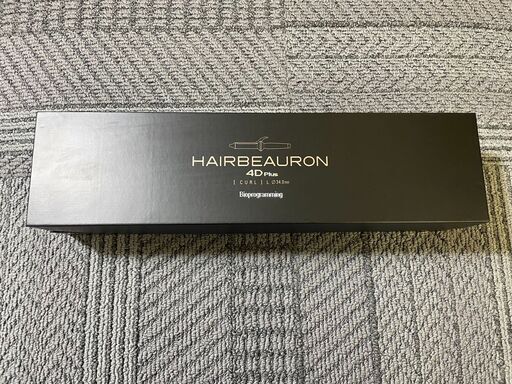 HAIRBEAURON
4D Plus
[ CURL ] L ∅34.0mm
Bioprogramming